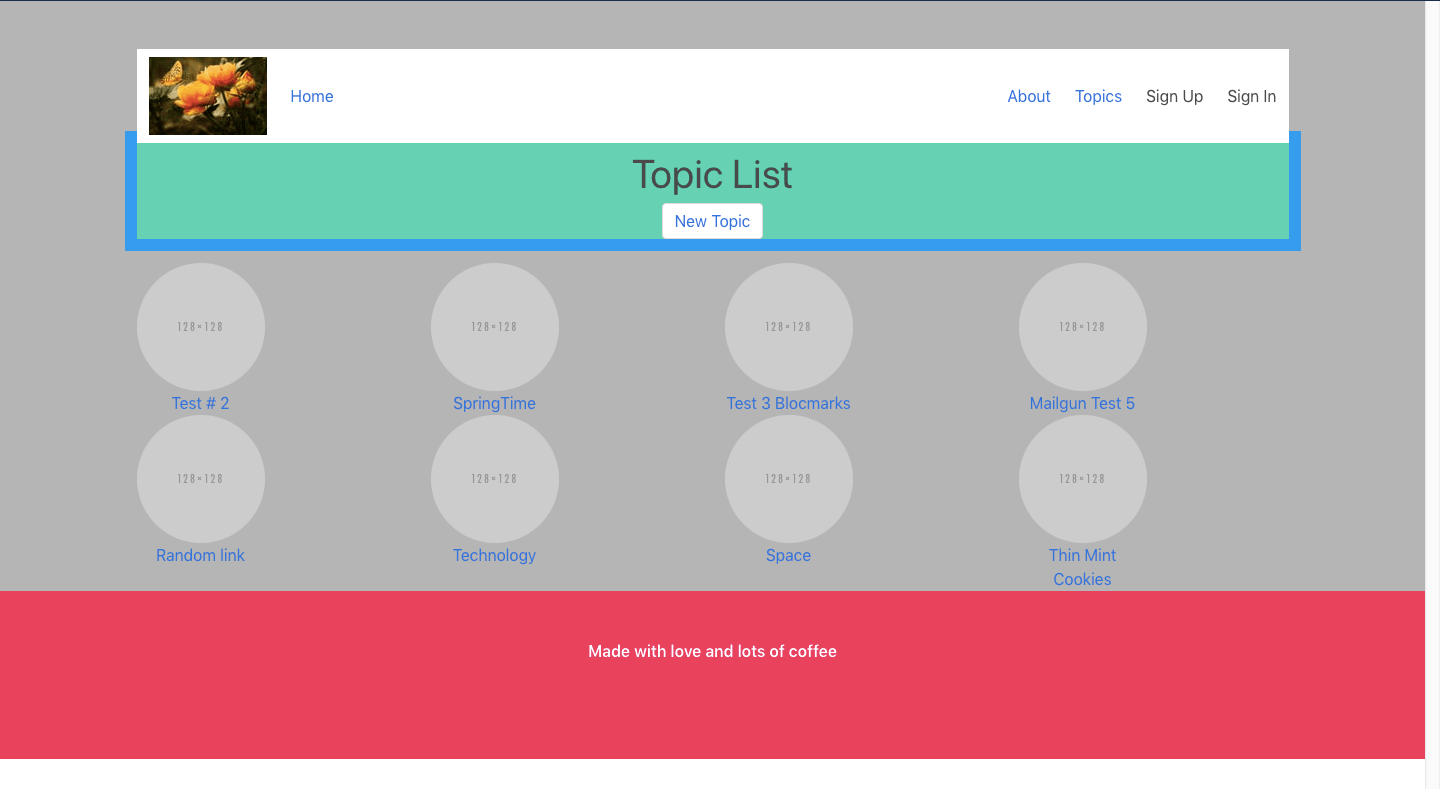 Home
About Topics Sign Up Sign In
Topic List
New Topic
128×128 128×128 128×128 128×128
Test # 2 SpringTime Test 3 Blocmarks Mailgun Test 5
128×128 128×128 128×128 128×128
Random link Technology Space Thin Mint
Cookies
Made with love and lots of coffee